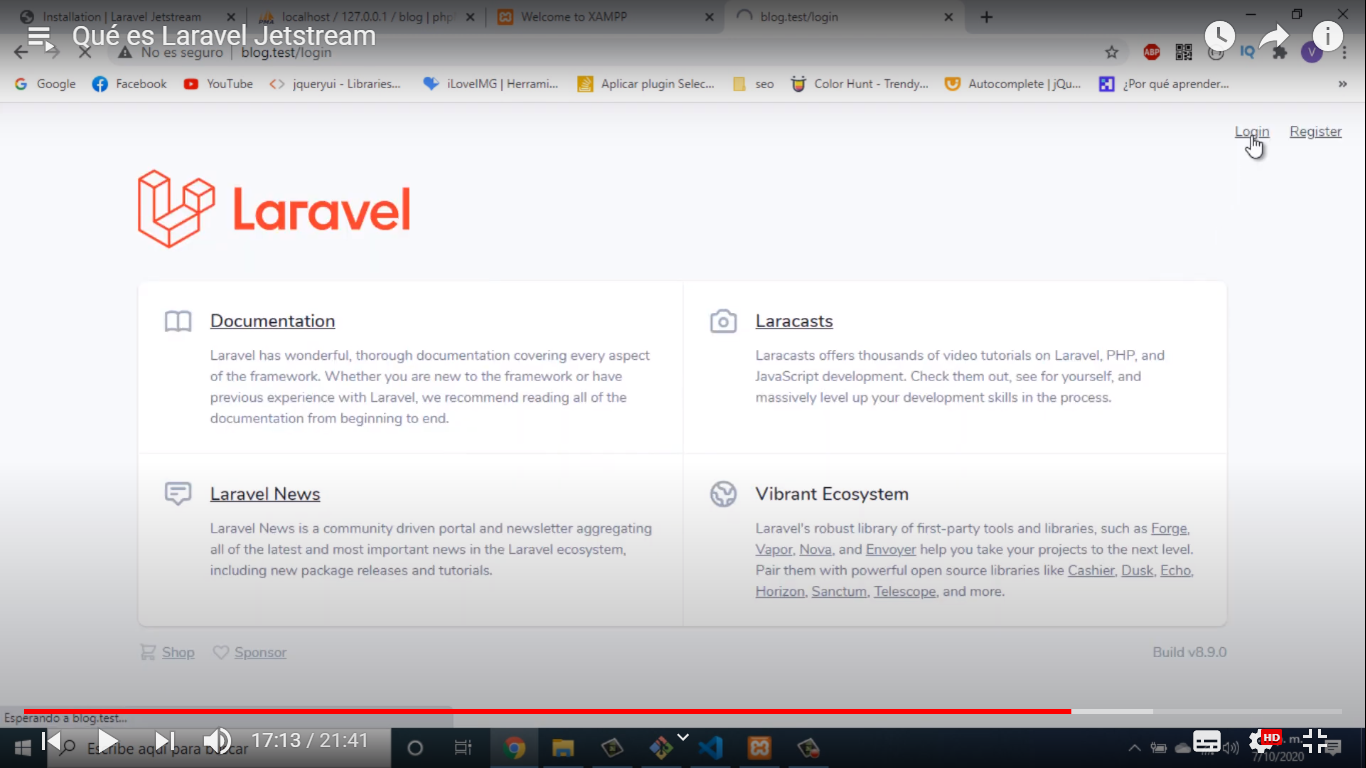 Installation | Laravel Jetstream
localhost / 127.0.0.1 / blog | php
Welcome to XAMPP
blog.test/login
Qué es Laravel Jetstream
No es seguro
blog.test/login
ABP
IQ
V
Google
Facebook
YouTube
jqueryui - Libraries...
iLoveIMG | Herrami...
Aplicar plugin Selec...
seo
Color Hunt - Trendy...
Autocomplete | jQu...
¿Por qué aprender...
Login
Register
Laravel
Documentation
Laravel has wonderful, thorough documentation covering every aspect
of the framework. Whether you are new to the framework or have
previous experience with Laravel, we recommend reading all of the
documentation from beginning to end.
Laracasts
Laracasts offers thousands of video tutorials on Laravel, PHP, and
JavaScript development. Check them out, see for yourself, and
massively level up your development skills in the process.
Laravel News
Laravel News is a community driven portal and newsletter aggregating
all of the latest and most important news in the Laravel ecosystem,
including new package releases and tutorials.
Vibrant Ecosystem
Laravel's robust library of first-party tools and libraries, such as Forge,
Vapor, Nova, and Envoyer help you take your projects to the next level.
Pair them with powerful open source libraries like Cashier, Dusk, Echo,
Horizon, Sanctum, Telescope, and more.
Shop
Sponsor
Build v8.9.0
Esperando a blog.test...
Escribe aquí para buscar
17:13 / 21:41
HD
7/10/2020